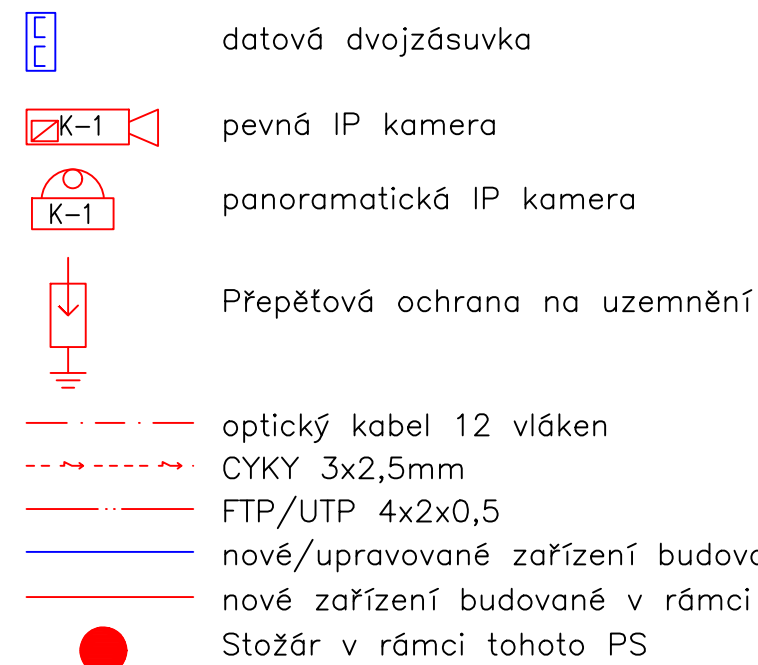 datová dvojzásuvka
K-1 pevná IP kamera
K-1 panoramatická IP kamera
Přepěťová ochrana na uzemnění
optický kabel 12 vláken
CYKY 3x2,5mm
FTP/UTP 4x2x0,5
nové/upravované zařízení
nové zařízení budované v rámci
Stožár v rámci tohoto PS